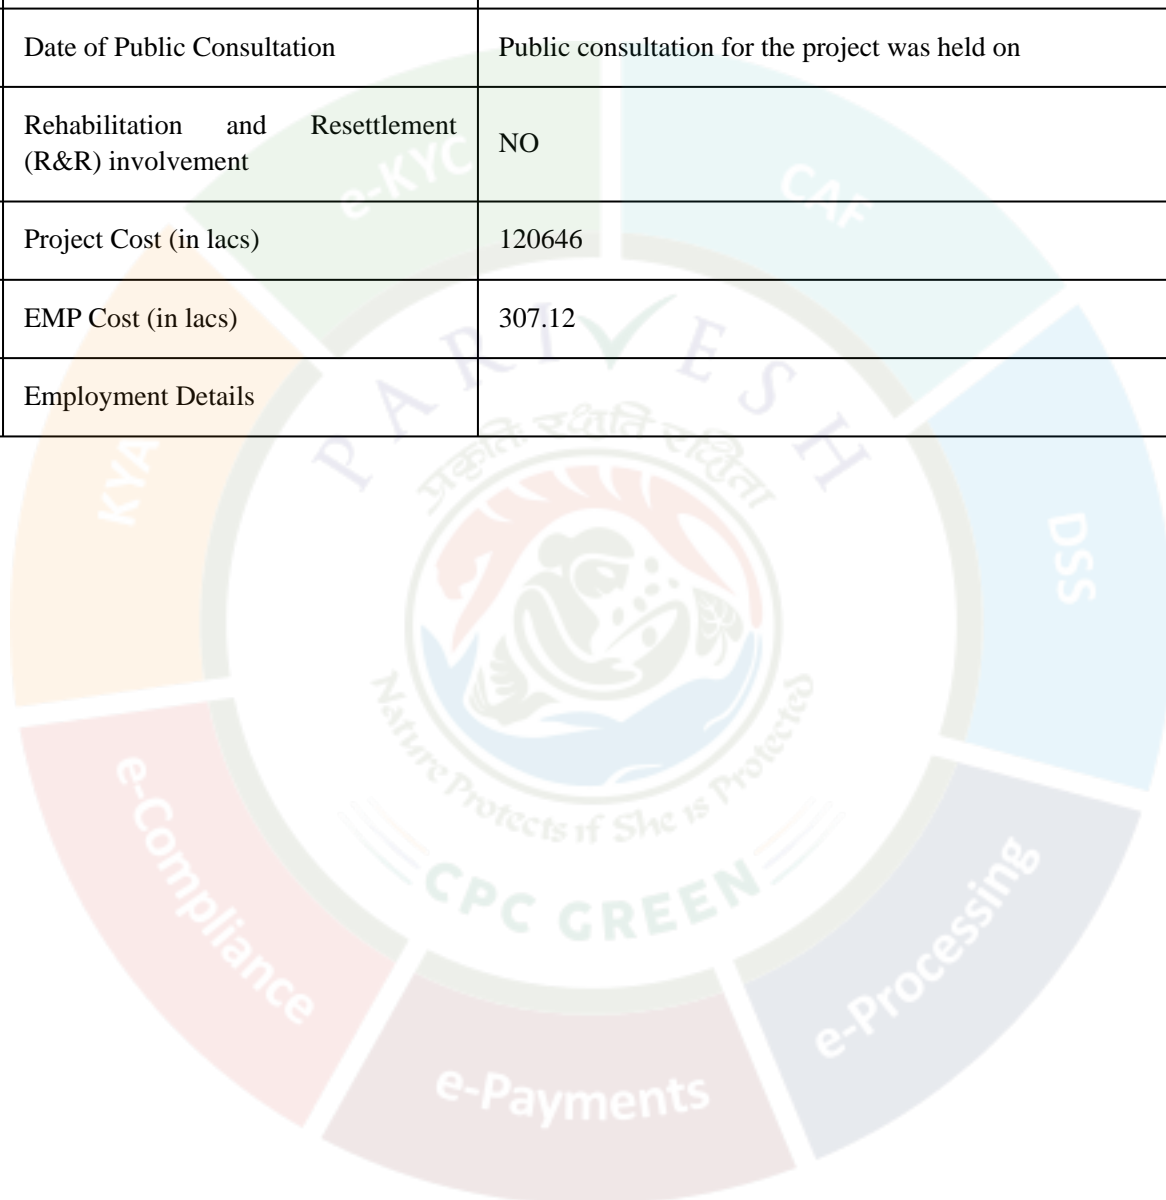 Date of Public Consultation
Public consultation for the project was held on
Rehabilitation and Resettlement
(R&R) involvement
NO
Project Cost (in lacs)
120646
EMP Cost (in lacs)
307.12
Employment Details
e-KYC
CAF
KYA
DSS
PARIVESH
प्रकृतिः रक्षति रक्षिता
Nature Protects if She is Protected
CPC GREEN
e-Compliance
e-Processing
e-Payments